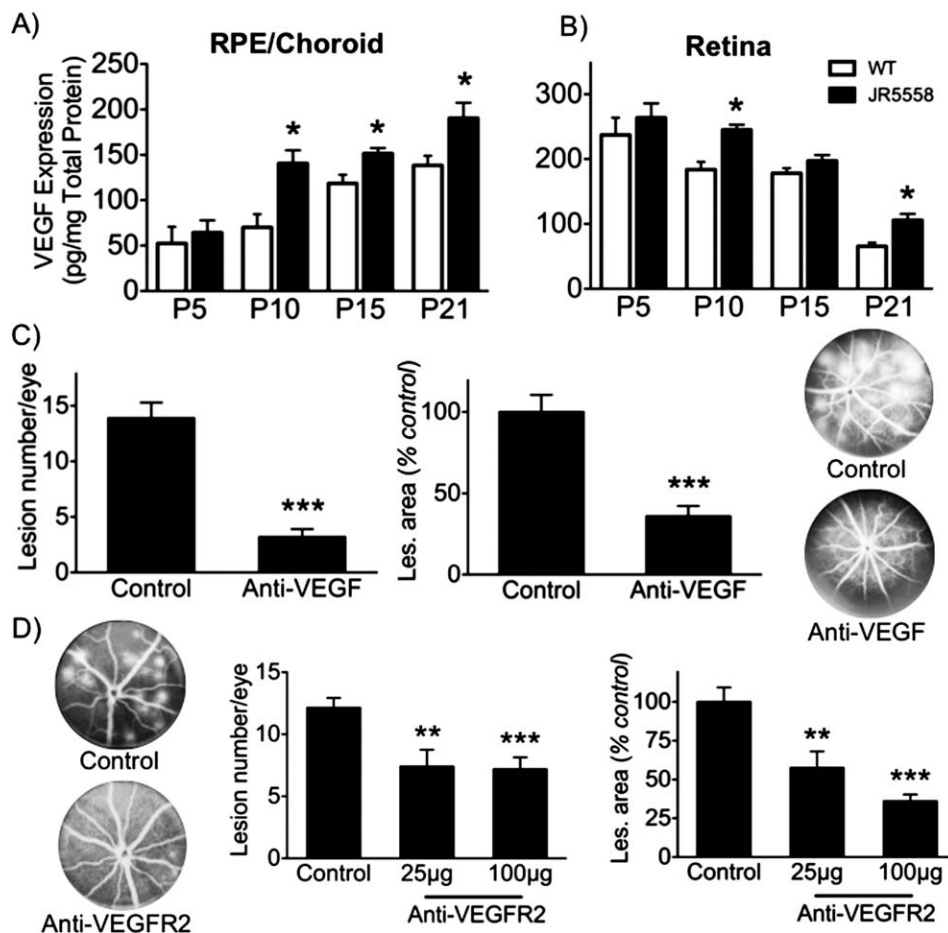 A)
RPE/Choroid
VEGF Expression
(pg/mg Total Protein)
250
200
150
100
50
0
*
*
*
P5 P10 P15 P21
B)
Retina
WT
JR5558
300
200
100
0
*
*
P5 P10 P15 P21
C)
Lesion number/eye
15
10
5
0
***
Control Anti-VEGF
Les. area (% control)
100
50
0
***
Control Anti-VEGF
Control
Anti-VEGF
D)
Control
Anti-VEGFR2
Lesion number/eye
15
10
5
0
**
***
Control 25µg 100µg
Anti-VEGFR2
Les. area (% control)
100
75
50
25
0
**
***
Control 25µg 100µg
Anti-VEGFR2